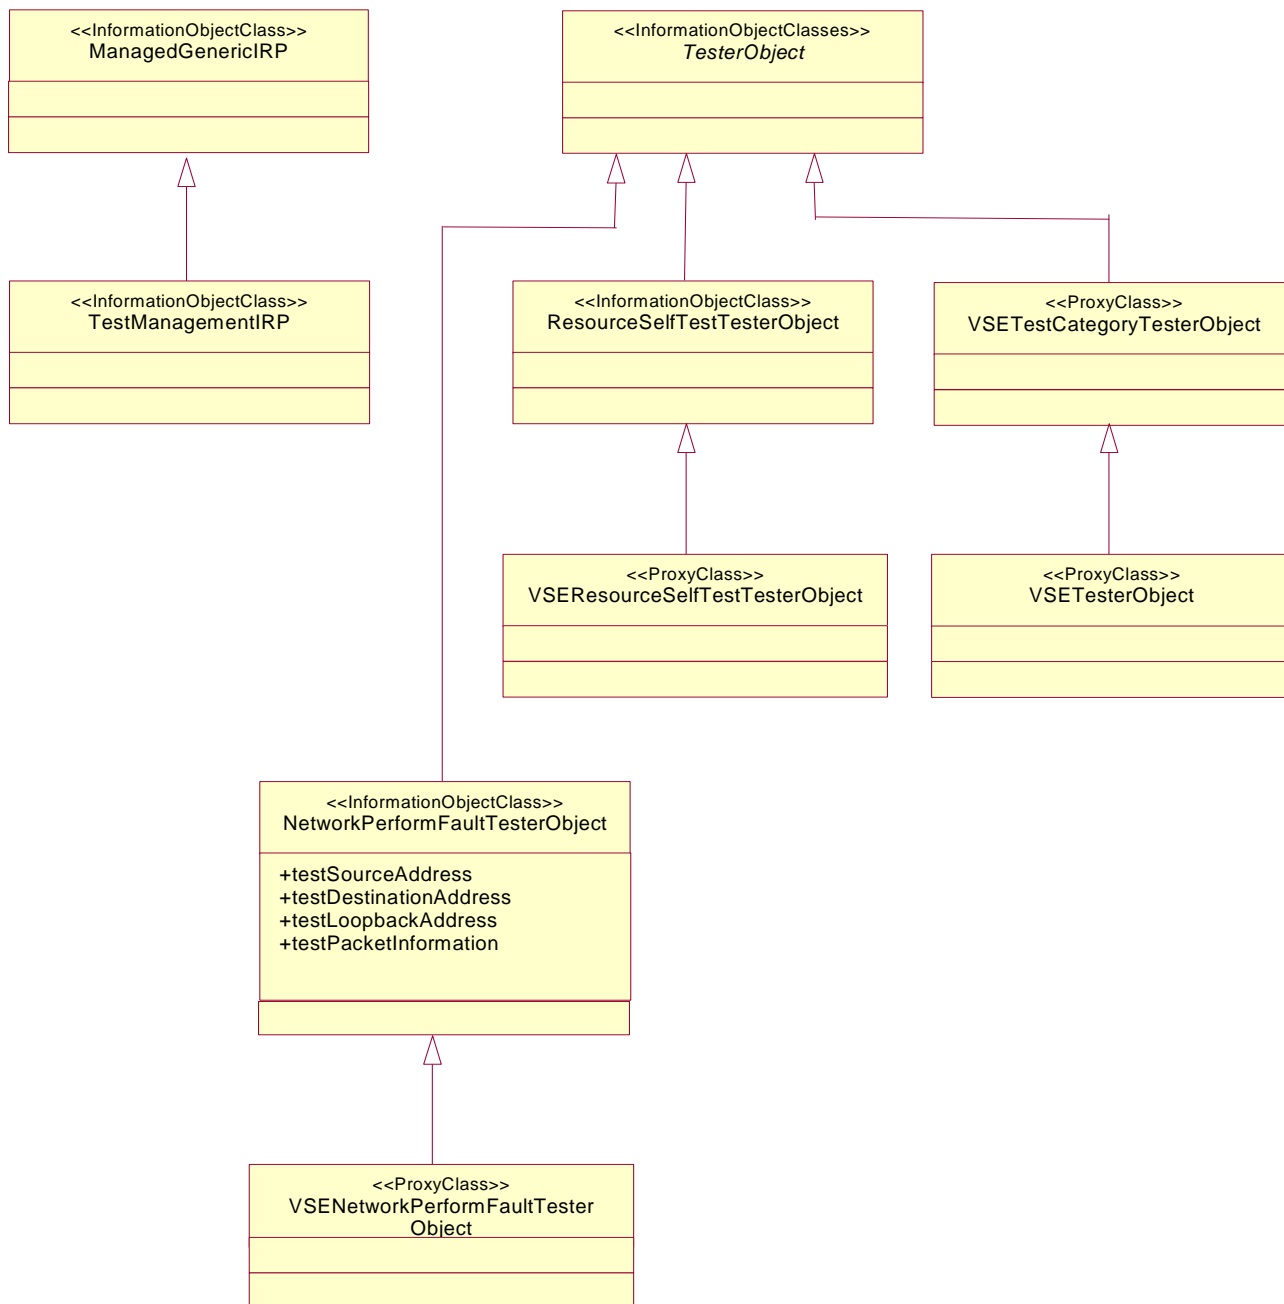 <<InformationObjectClass>>
ManagedGenericIRP
<<InformationObjectClasses>>
TesterObject
<<InformationObjectClass>>
TestManagementIRP
<<InformationObjectClass>>
ResourceSelfTestTesterObject
<<ProxyClass>>
VSETestCategoryTesterObject
<<ProxyClass>>
VSEResourceSelfTestTesterObject
<<ProxyClass>>
VSETesterObject
<<InformationObjectClass>>
NetworkPerformFaultTesterObject
+testSourceAddress
+testDestinationAddress
+testLoopbackAddress
+testPacketInformation
<<ProxyClass>>
VSENetworkPerformFaultTester
Object